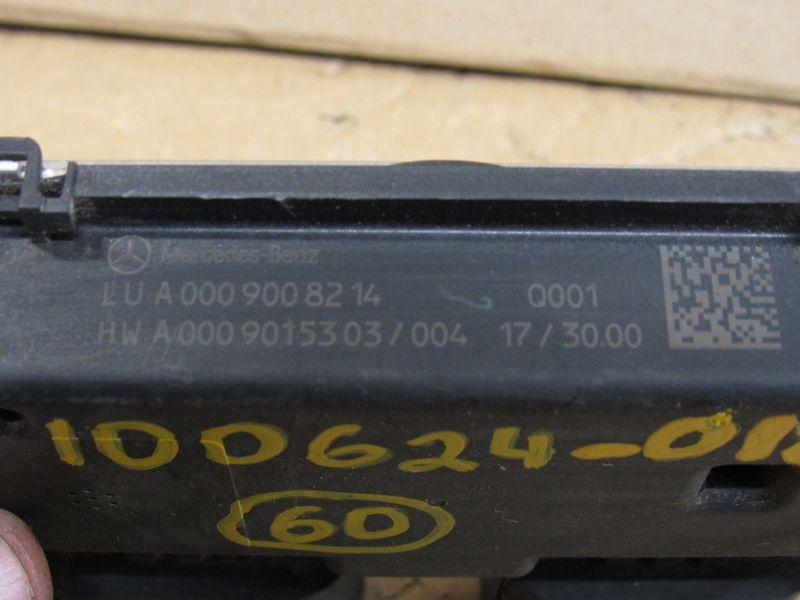 Mercedes-Benz
LU A 000 900 82 14 Q001
HW A 000 901 53 03 / 004 17 / 30.00
100624-01
60